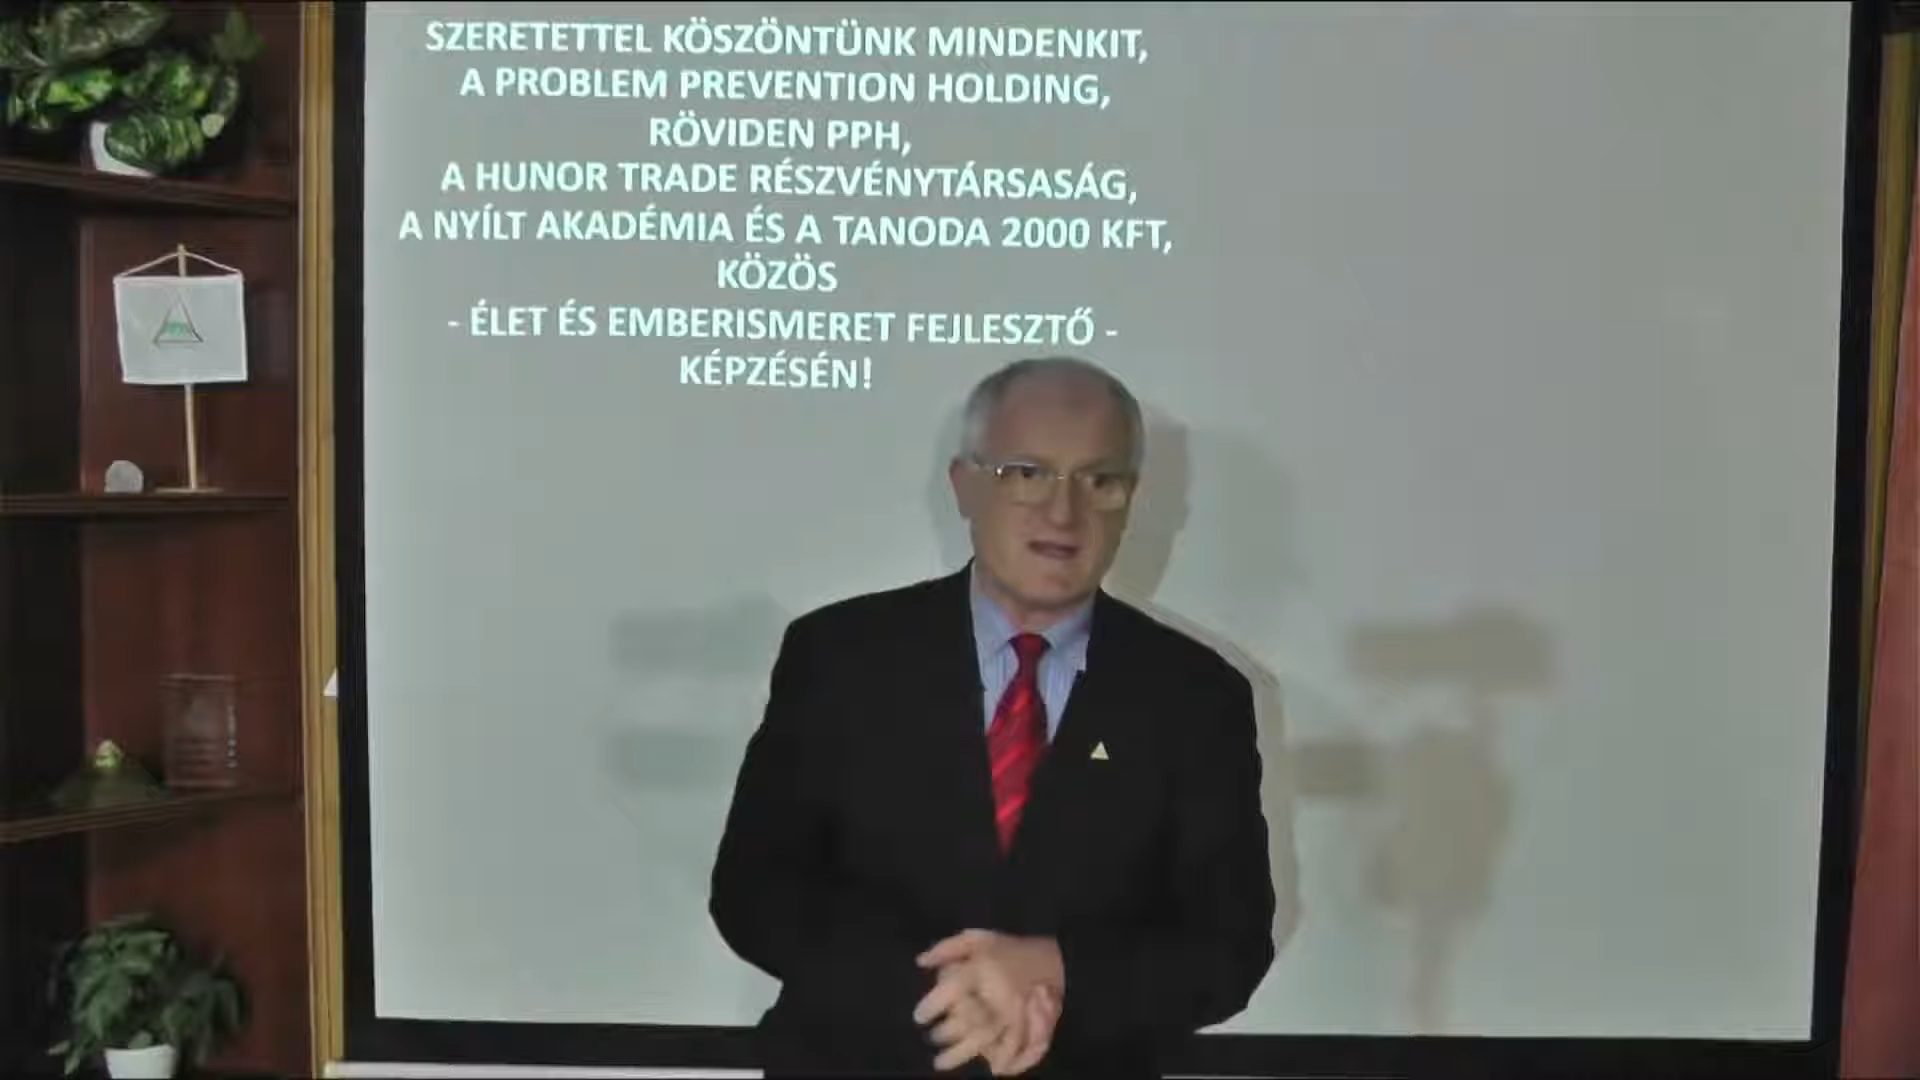 SZERETETTEL KÖSZÖNTÜNK MINDENKIT,
A PROBLEM PREVENTION HOLDING,
RÖVIDEN PPH,
A HUNOR TRADE RÉSZVÉNYTÁRSASÁG,
A NYÍLT AKADÉMIA ÉS A TANODA 2000 KFT,
KÖZÖS
- ÉLET ÉS EMBERISMERET FEJLESZTŐ -
KÉPZÉSÉN!